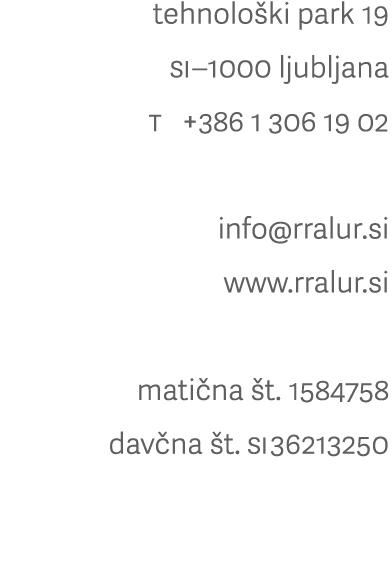 tehnološki park 19
SI–1000 ljubljana
T +386 1 306 19 02
info@rralur.si
www.rralur.si
matična št. 1584758
davčna št. SI36213250